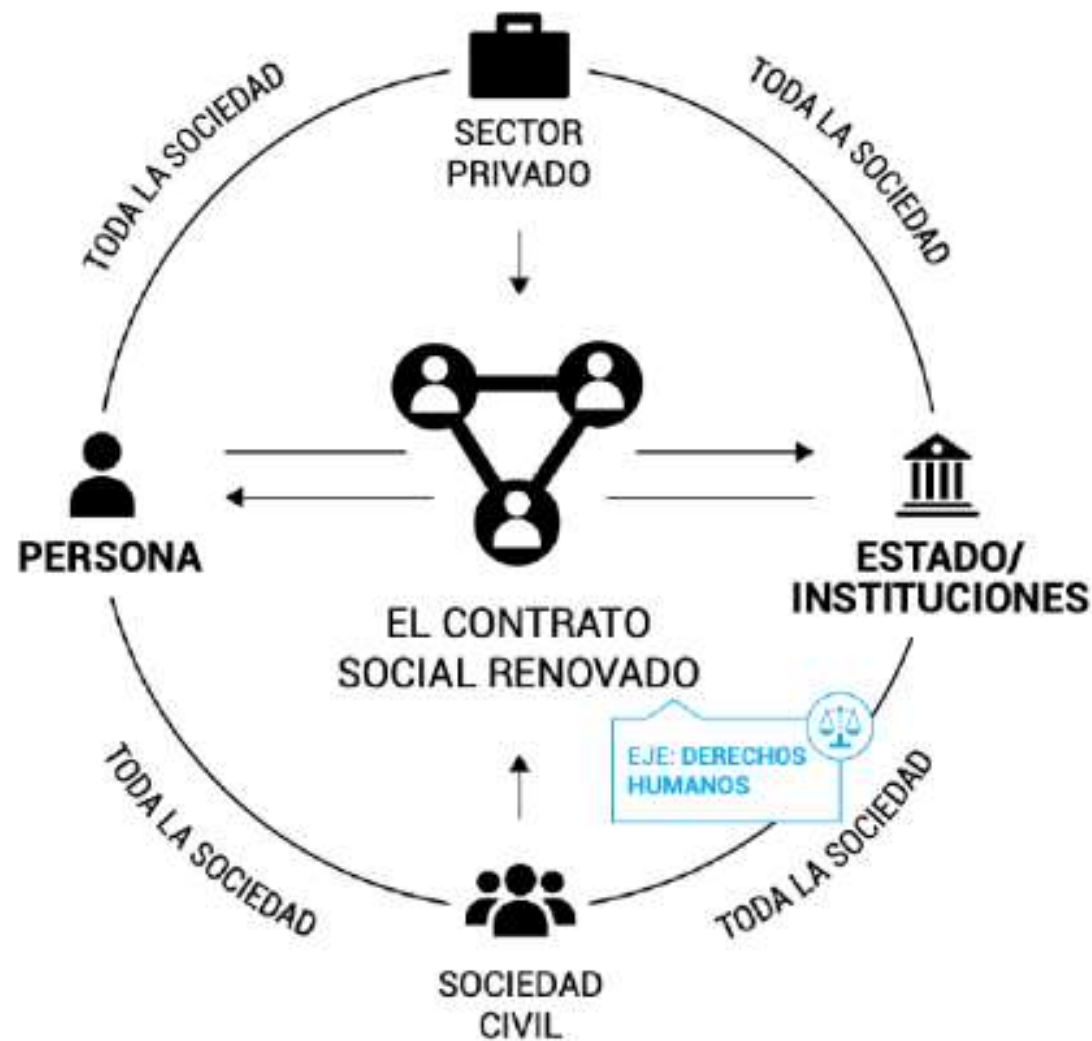 TODA LA SOCIEDAD
SECTOR
PRIVADO
TODA LA SOCIEDAD
PERSONA
ESTADO/
INSTITUCIONES
EL CONTRATO
SOCIAL RENOVADO
EJE: DERECHOS
HUMANOS
TODA LA SOCIEDAD
TODA LA SOCIEDAD
SOCIEDAD
CIVIL